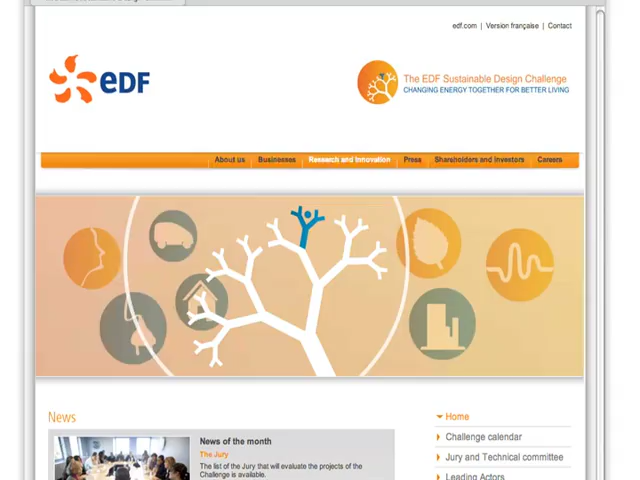 edf.com | Version française | Contact
eDF
The EDF Sustainable Design Challenge
CHANGING ENERGY TOGETHER FOR BETTER LIVING
About us
Businesses
Research and Innovation
Press
Shareholders and Investors
Careers
News
News of the month
The Jury
The list of the Jury that will evaluate the projects of the
Challenge is available.
Home
Challenge calendar
Jury and Technical committee
Leading Actors